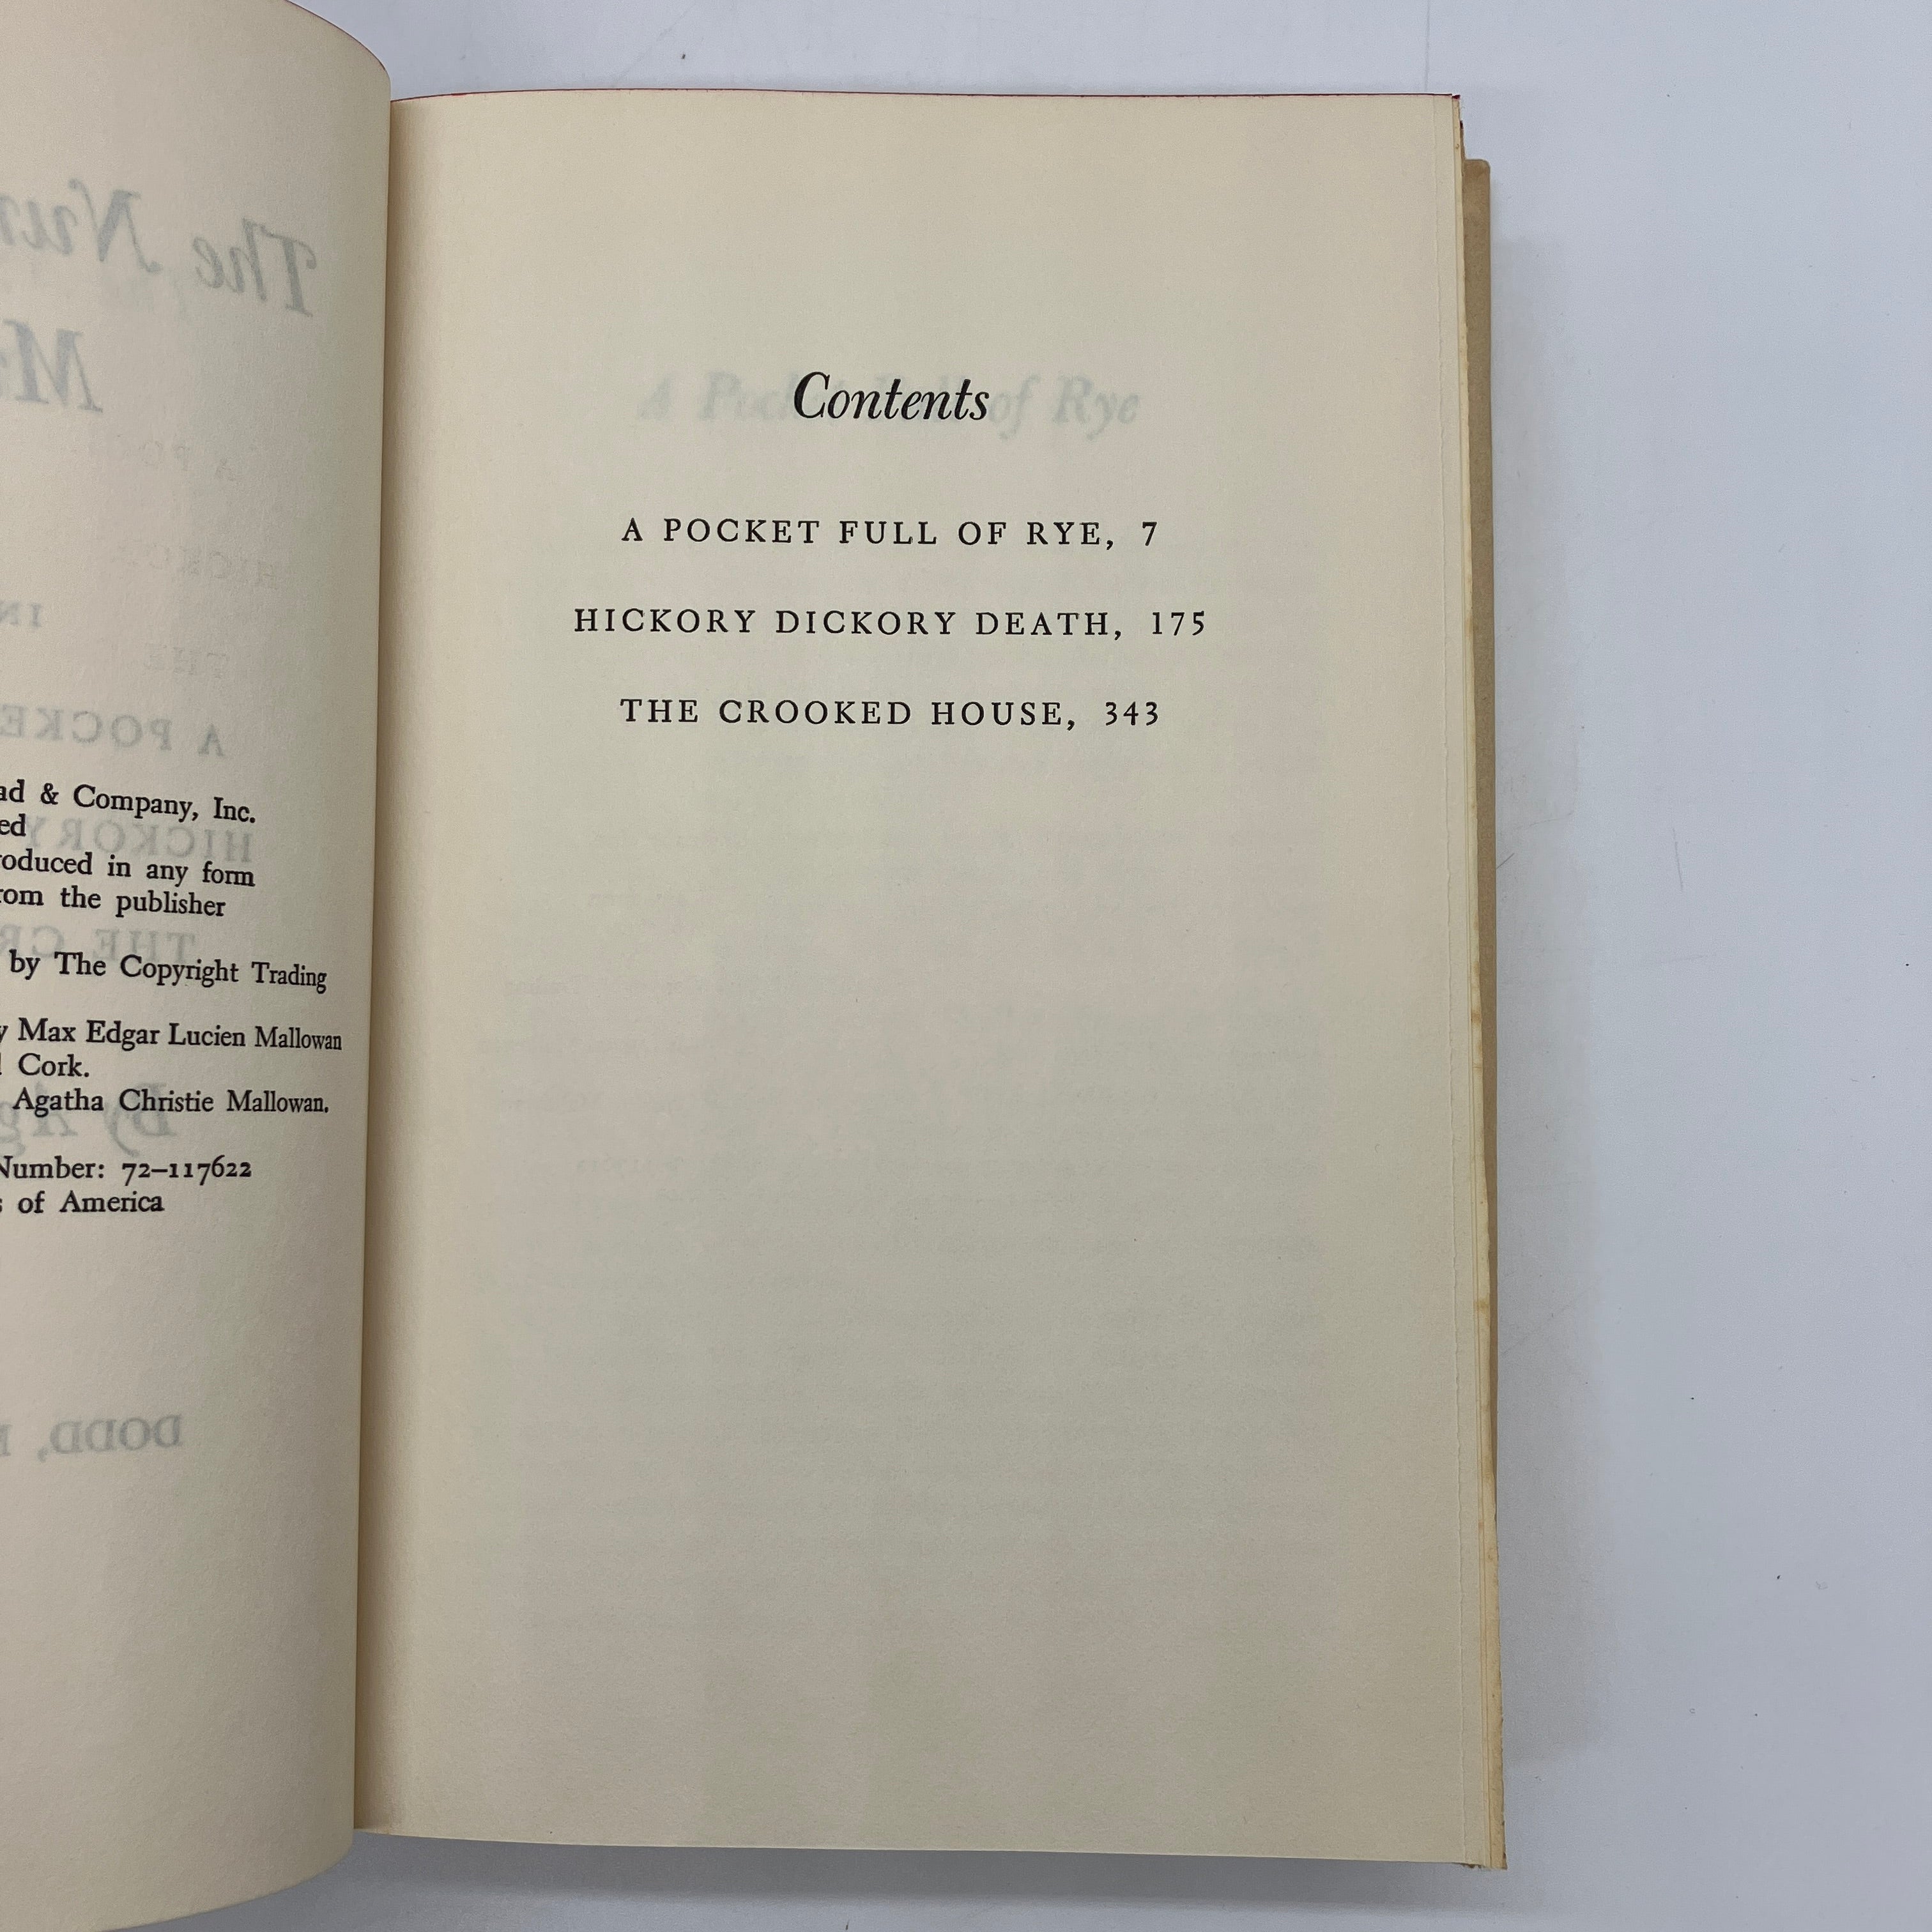 ad & Company, Inc.
ed
roduced in any form
rom the publisher
by The Copyright Trading
y Max Edgar Lucien Mallowan
Cork.
Agatha Christie Mallowan.
Number: 72–117622
s of America
Contents
A POCKET FULL OF RYE, 7
HICKORY DICKORY DEATH, 175
THE CROOKED HOUSE, 343